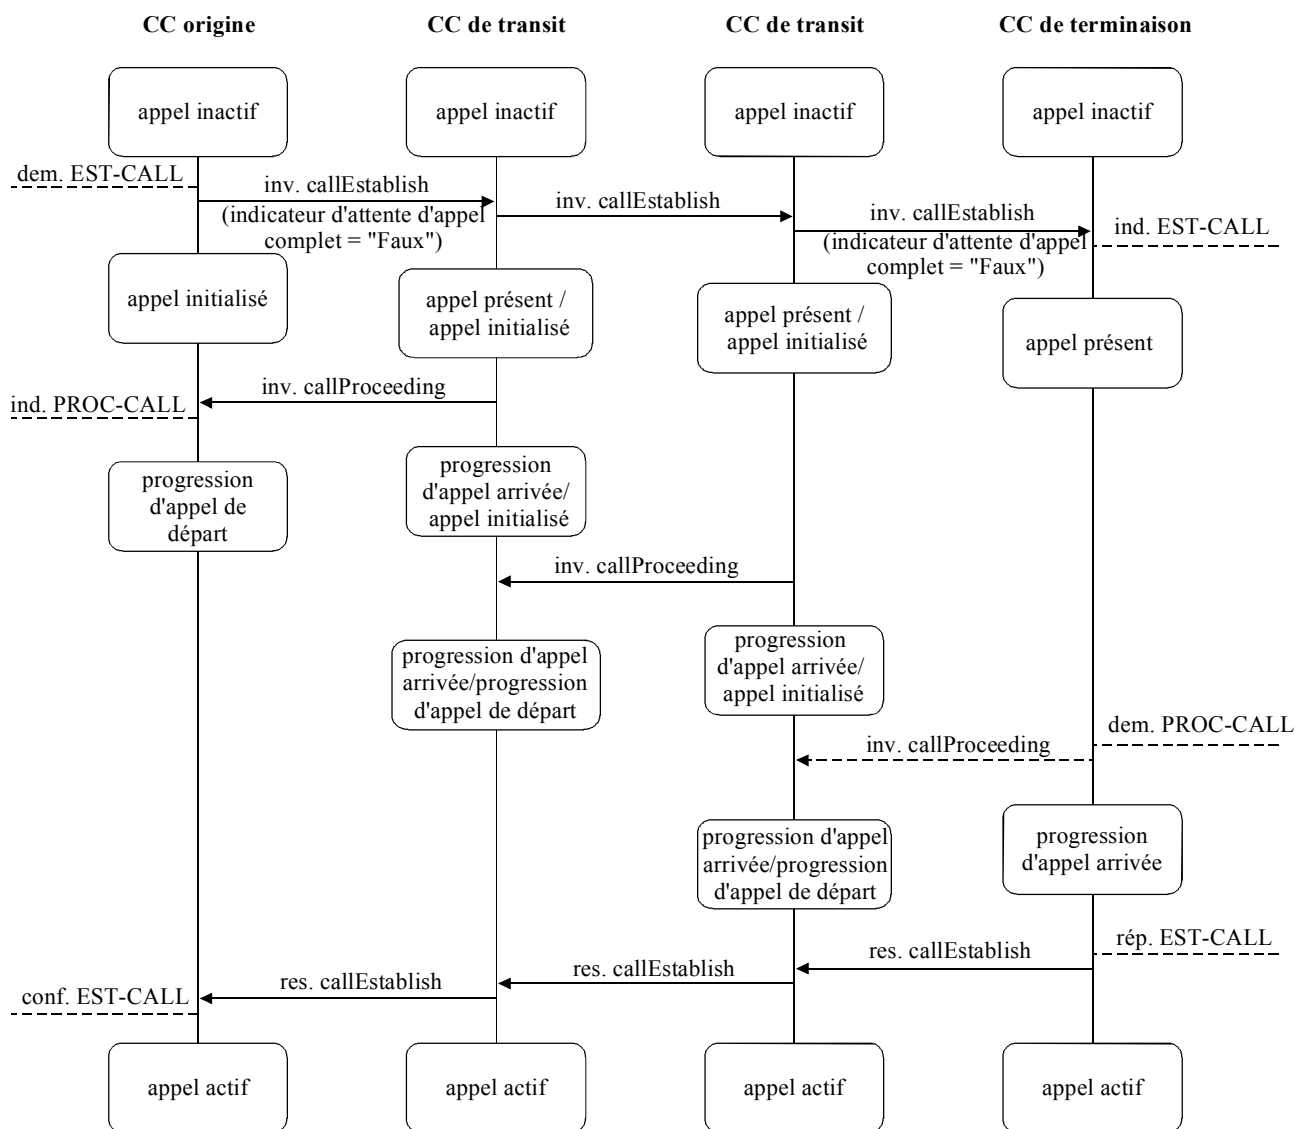 CC origine
CC de transit
CC de transit
CC de terminaison
appel inactif
appel inactif
appel inactif
appel inactif
dem. EST-CALL
inv. callEstablish
(indicateur d'attente d'appel
complet = "Faux")
inv. callEstablish
inv. callEstablish
(indicateur d'attente d'appel
complet = "Faux")
ind. EST-CALL
appel initialisé
appel présent /
appel initialisé
appel présent /
appel initialisé
appel présent
inv. callProceeding
ind. PROC-CALL
progression
d'appel de
départ
progression
d'appel arrivée/
appel initialisé
inv. callProceeding
progression d'appel
arrivée/progression
d'appel de départ
progression
d'appel arrivée/
appel initialisé
dem. PROC-CALL
inv. callProceeding
progression d'appel
arrivée/progression
d'appel de départ
progression
d'appel arrivée
rép. EST-CALL
res. callEstablish
res. callEstablish
res. callEstablish
conf. EST-CALL
appel actif
appel actif
appel actif
appel actif